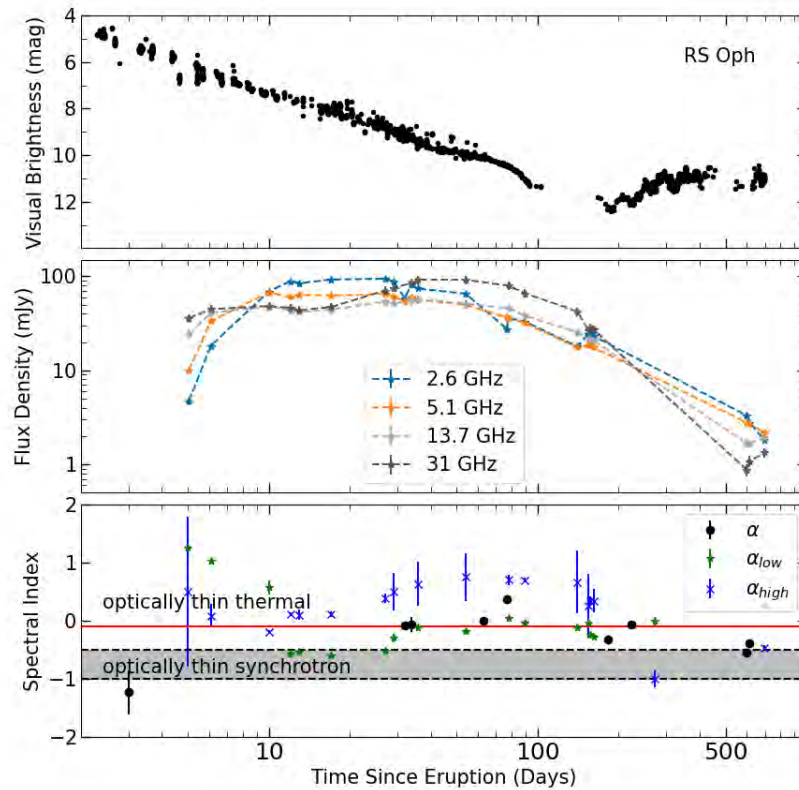 4
6
8
10
12
Visual Brightness (mag)
RS Oph
100
10
1
Flux Density (mJy)
2.6 GHz
5.1 GHz
13.7 GHz
31 GHz
2
1
0
−1
−2
Spectral Index
α
α_low
α_high
optically thin thermal
optically thin synchrotron
10
100
500
Time Since Eruption (Days)